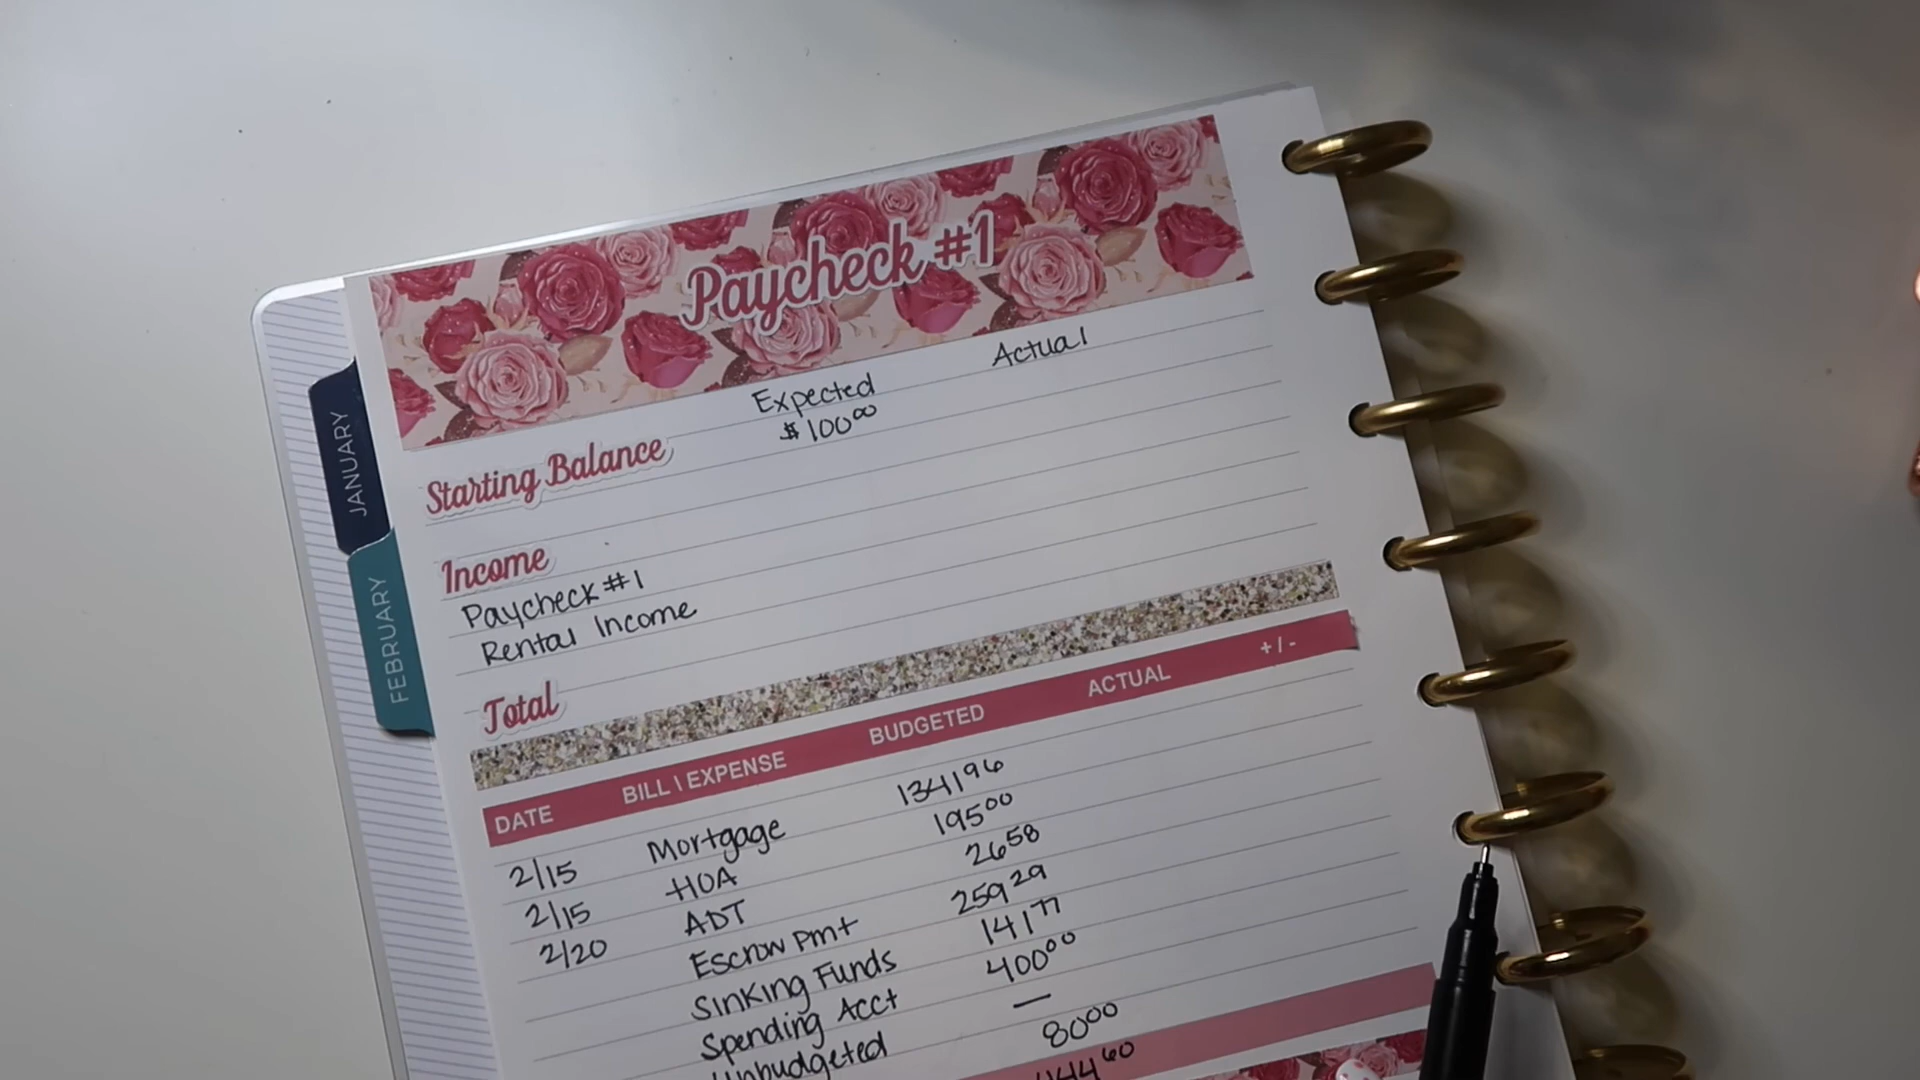 Paycheck #1
Expected Actual
Starting Balance $100⁰⁰
Income
Paycheck #1
Rental Income
Total
DATE BILL \ EXPENSE BUDGETED ACTUAL + / -
2/15 Mortgage 1341⁹⁶
2/15 HOA 195⁰⁰
2/20 ADT 26⁵⁸
Escrow Pmt 259²⁹
Sinking Funds 141⁷⁷
Spending Acct 400⁰⁰
Unbudgeted —
80⁰⁰
JANUARY
FEBRUARY